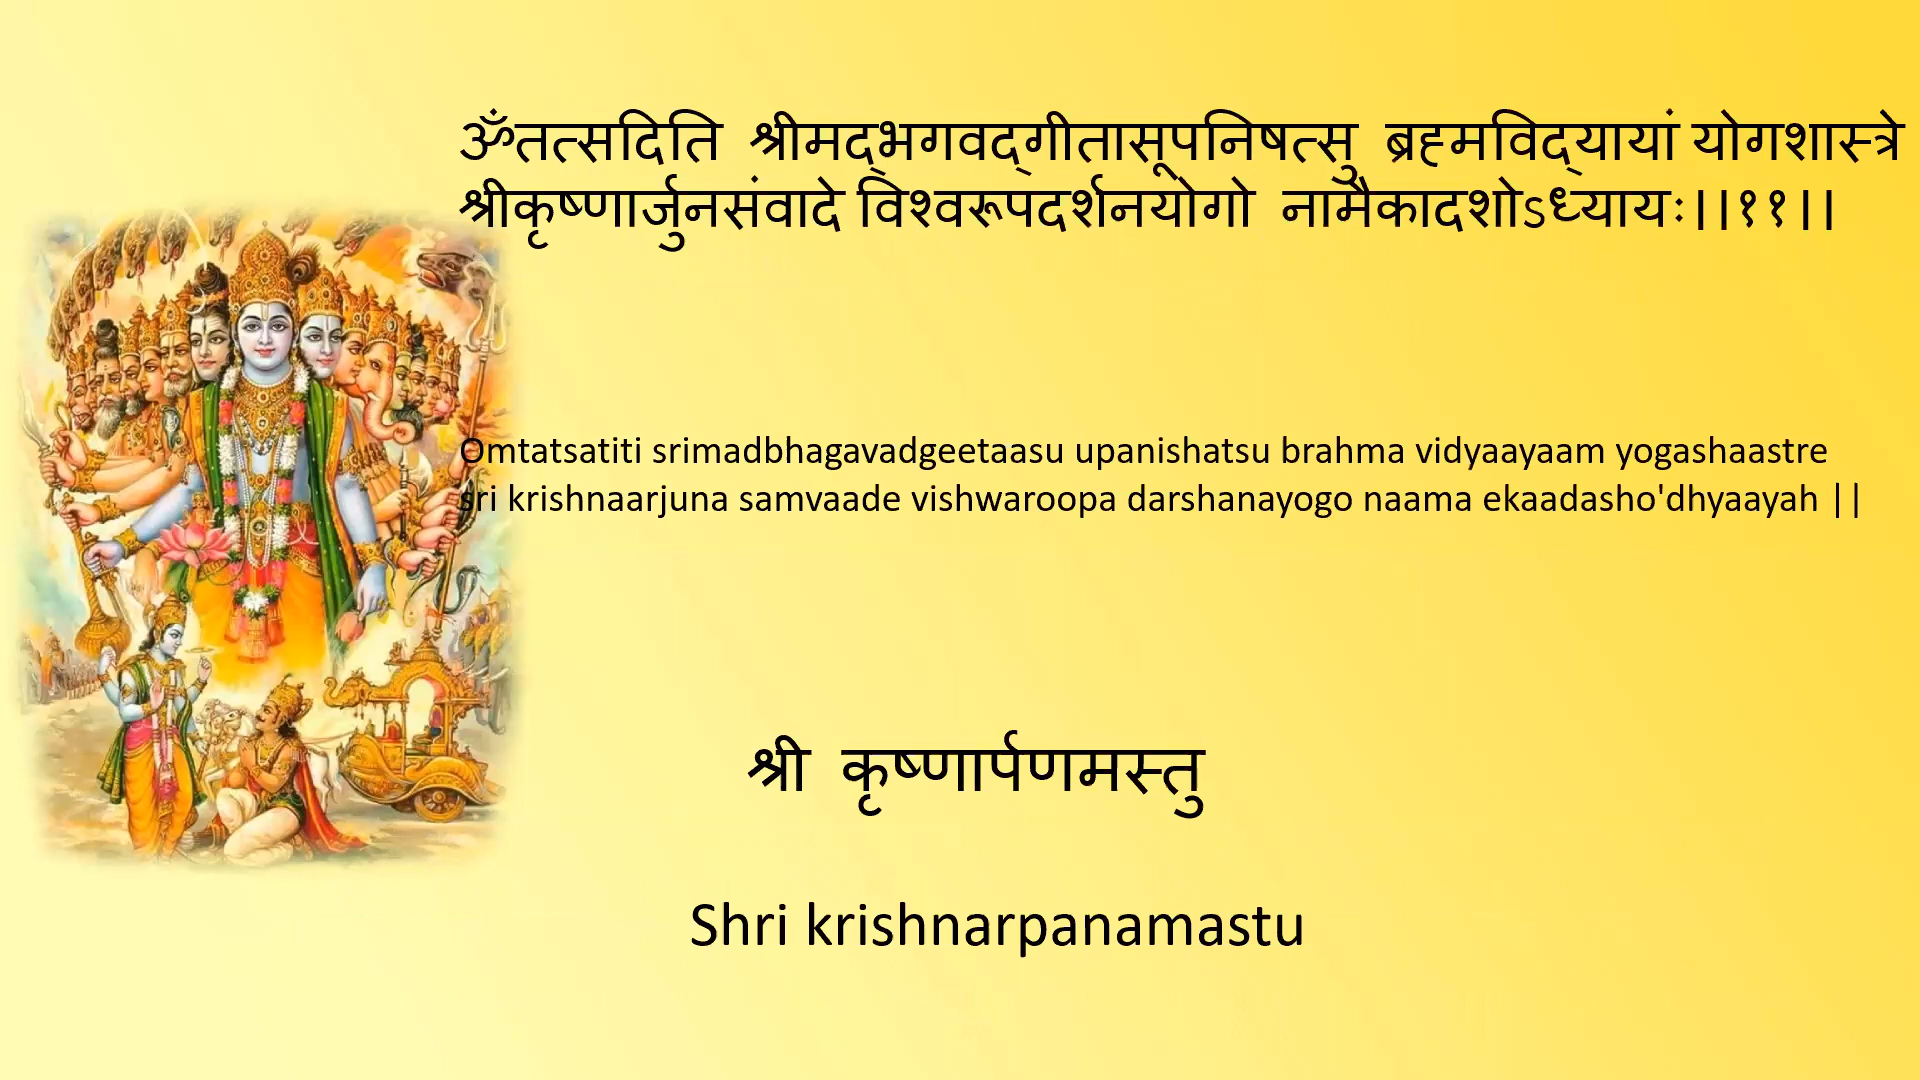 ॐतत्सदिति श्रीमद्‌भगवद्‌गीतासूपनिषत्सु ब्रह्मविद्‌यायां योगशास्त्रे
श्रीकृष्णार्जुनसंवादे विश्वरूपदर्शनयोगो नामैकादशोऽध्यायः।।११।।
Omtatsatiti srimadbhagavadgeetaasu upanishatsu brahma vidyaayaam yogashaastre
sri krishnaarjuna samvaade vishwaroopa darshanayogo naama ekaadasho'dhyaayah ||
श्री कृष्णार्पणमस्तु
Shri krishnarpanamastu